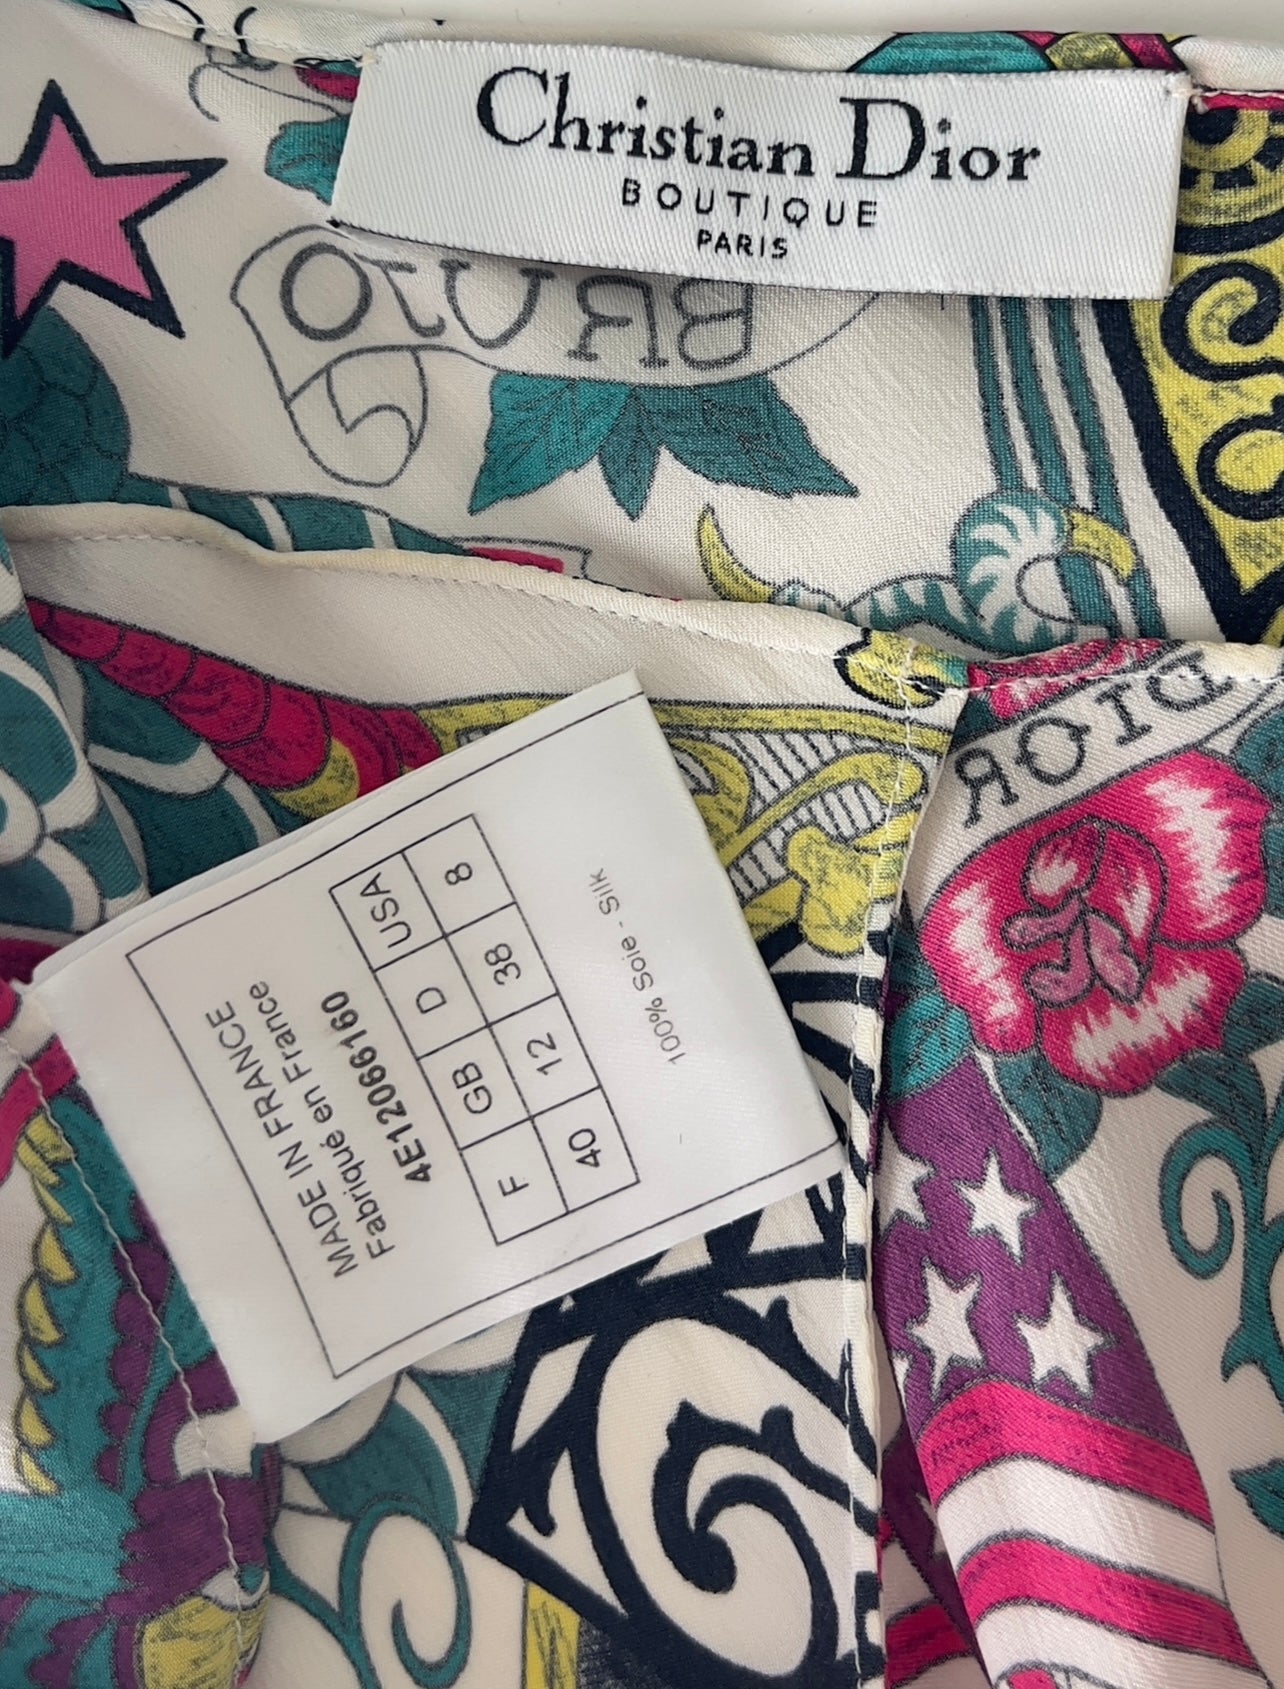 Christian Dior
BOUTIQUE
PARIS
BRUTO
DIOR
MADE IN FRANCE
Fabriqué en France
4E12066160
F GB D USA
40 12 38 8
100% Soie - Silk